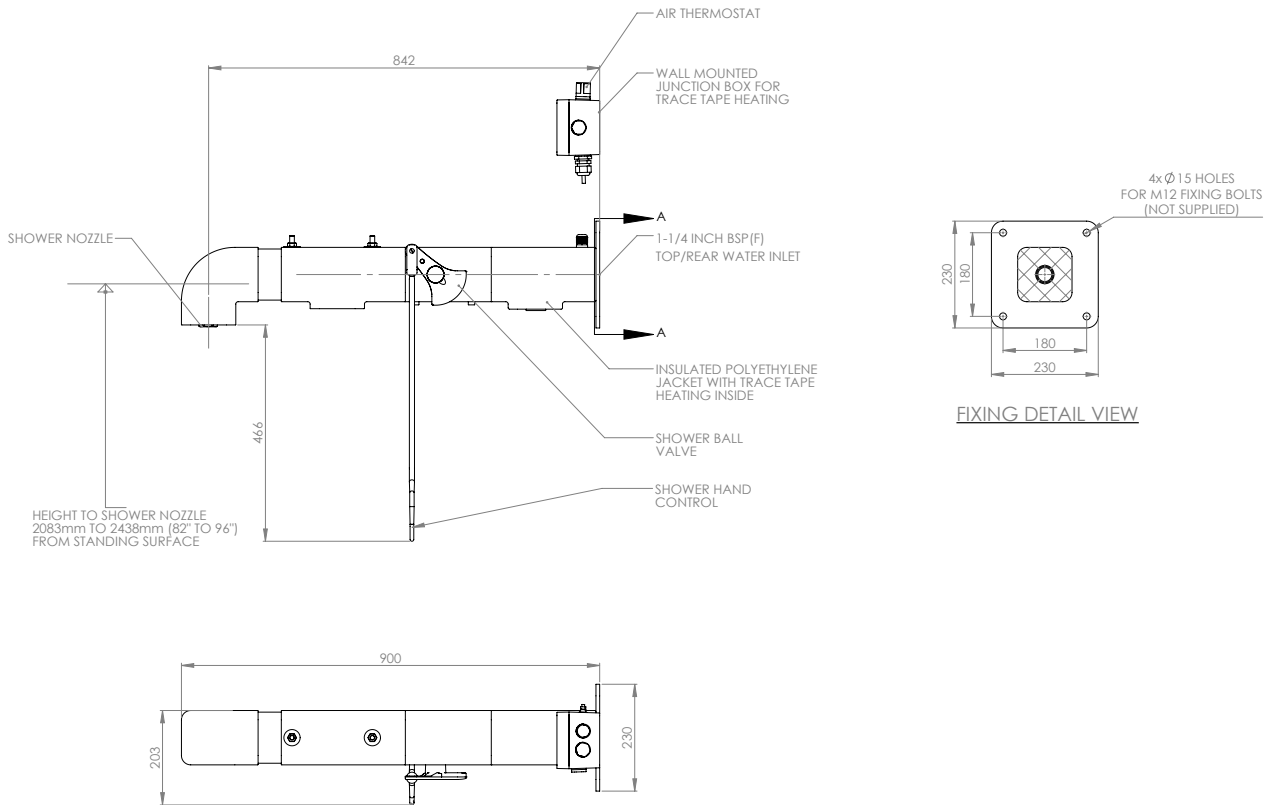 AIR THERMOSTAT
842
WALL MOUNTED
JUNCTION BOX FOR
TRACE TAPE HEATING
4x Ø 15 HOLES
FOR M12 FIXING BOLTS
(NOT SUPPLIED)
A
SHOWER NOZZLE
1-1/4 INCH BSP(F)
TOP/REAR WATER INLET
230
180
A
180
230
INSULATED POLYETHYLENE
JACKET WITH TRACE TAPE
HEATING INSIDE
FIXING DETAIL VIEW
466
SHOWER BALL
VALVE
SHOWER HAND
CONTROL
HEIGHT TO SHOWER NOZZLE
2083mm TO 2438mm (82" TO 96")
FROM STANDING SURFACE
900
203
230